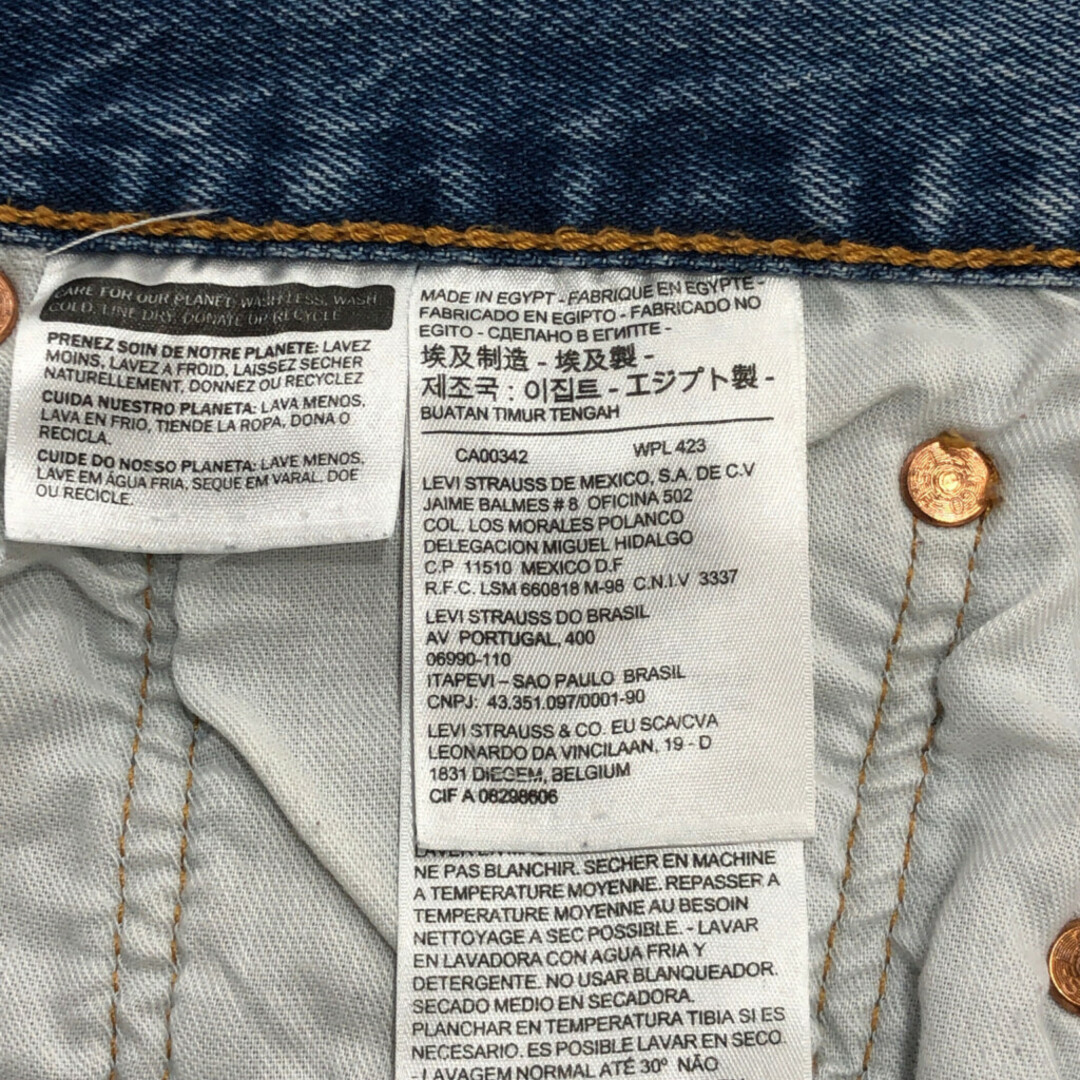 CARE FOR OUR PLANET: WASH LESS, WASH
COLD, LINE DRY, DONATE OR RECYCLE
PRENEZ SOIN DE NOTRE PLANETE: LAVEZ
MOINS, LAVEZ A FROID, LAISSEZ SECHER
NATURELLEMENT, DONNEZ OU RECYCLEZ
CUIDA NUESTRO PLANETA: LAVA MENOS,
LAVA EN FRIO, TIENDE LA ROPA, DONA O
RECICLA.
CUIDE DO NOSSO PLANETA: LAVE MENOS,
LAVE EM ÁGUA FRIA, SEQUE EM VARAL, DOE
OU RECICLE.
MADE IN EGYPT - FABRIQUE EN EGYPTE -
FABRICADO EN EGIPTO - FABRICADO NO
EGITO - СДЕЛАНО В ЕГИПТЕ -
埃及制造 - 埃及製 -
제조국 : 이집트 - エジプト製 -
BUATAN TIMUR TENGAH
CA00342 WPL 423
LEVI STRAUSS DE MEXICO, S.A. DE C.V
JAIME BALMES # 8 OFICINA 502
COL. LOS MORALES POLANCO
DELEGACION MIGUEL HIDALGO
C.P 11510 MEXICO D.F
R.F.C. LSM 660818 M-98 C.N.I.V 3337
LEVI STRAUSS DO BRASIL
AV PORTUGAL, 400
06990-110
ITAPEVI – SAO PAULO BRASIL
CNPJ: 43.351.097/0001-90
LEVI STRAUSS & CO. EU SCA/CVA
LEONARDO DA VINCILAAN, 19 - D
1831 DIEGEM, BELGIUM
CIF A 08298606
NE PAS BLANCHIR. SECHER EN MACHINE
A TEMPERATURE MOYENNE. REPASSER A
TEMPERATURE MOYENNE AU BESOIN
NETTOYAGE A SEC POSSIBLE. - LAVAR
EN LAVADORA CON AGUA FRIA Y
DETERGENTE. NO USAR BLANQUEADOR.
SECADO MEDIO EN SECADORA.
PLANCHAR EN TEMPERATURA TIBIA SI ES
NECESARIO. ES POSIBLE LAVAR EN SECO.
- LAVAGEM NORMAL ATÉ 30º NÃO